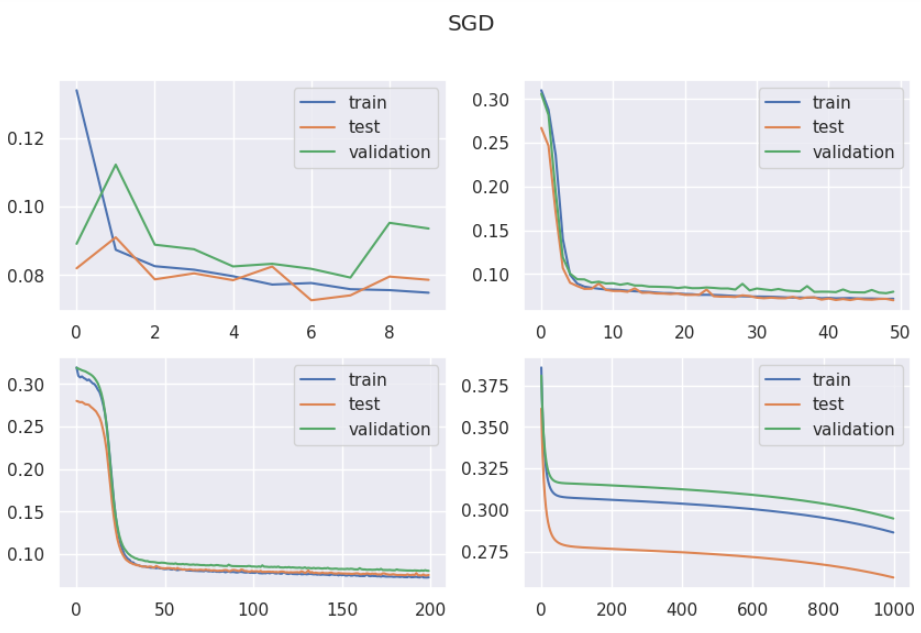 SGD
train
test
validation
0.12
0.10
0.08
0 2 4 6 8
train
test
validation
0.30
0.25
0.20
0.15
0.10
0 10 20 30 40 50
train
test
validation
0.30
0.25
0.20
0.15
0.10
0 50 100 150 200
train
test
validation
0.375
0.350
0.325
0.300
0.275
0 200 400 600 800 1000